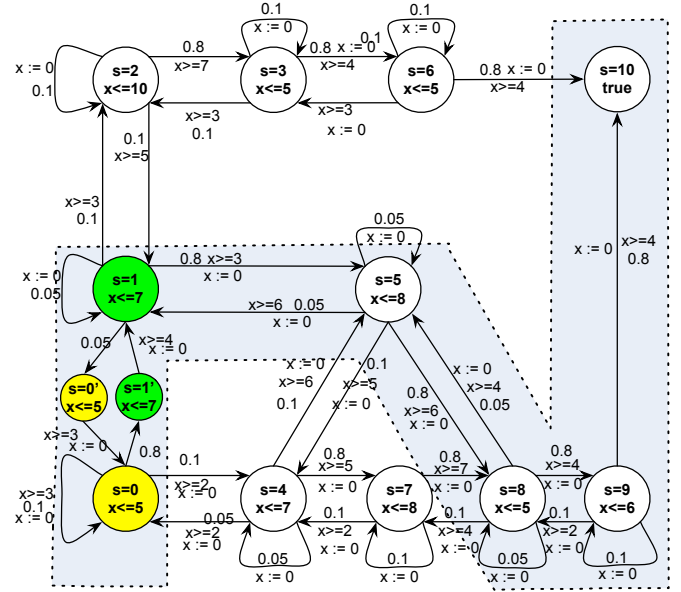 0.1
x := 0
0.1
x := 0
x := 0
0.1
s=2
x<=10
0.8
x>=7
s=3
x<=5
0.8 x := 0
0.1
x>=4
s=6
x<=5
0.8 x := 0
x>=4
s=10
true
x>=3
0.1
x>=3
x := 0
0.1
x>=5
x>=3
0.1
0.05
x := 0
x := 0
0.05
s=1
x<=7
0.8 x>=3
x := 0
s=5
x<=8
x := 0
x>=4
0.8
x>=6 0.05
x := 0
0.05
x>=4
x := 0
s=0'
x<=5
s=1'
x<=7
x := 0
x>=6
0.1
0.1
x>=5
x := 0
0.8
x>=6
x := 0
x := 0
x>=4
0.05
x>=3
x := 0
0.8
x>=3
0.1
x := 0
s=0
x<=5
0.1
x>=2
x := 0
0.05
x>=2
x := 0
s=4
x<=7
0.8
x>=5
x := 0
0.1
x>=2
x := 0
s=7
x<=8
0.8
x>=7
x := 0
0.1
x>=4
x := 0
s=8
x<=5
0.8
x>=4
x := 0
0.1
x>=2
x := 0
s=9
x<=6
0.05
x := 0
0.1
x := 0
0.05
x := 0
0.1
x := 0